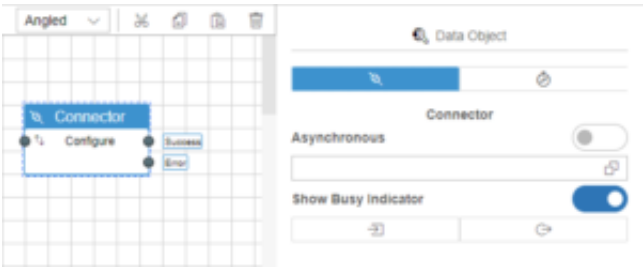 Angled
Data Object
Connector
Configure
Success
Error
Connector
Asynchronous
Show Busy Indicator